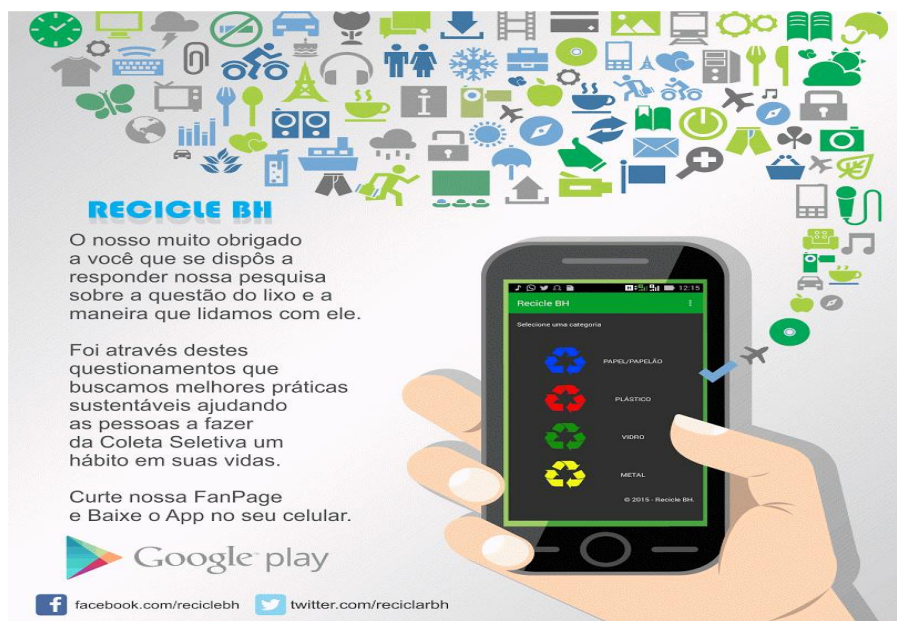 RECICLE BH
O nosso muito obrigado
a você que se dispôs a
responder nossa pesquisa
sobre a questão do lixo e a
maneira que lidamos com ele.
Foi através destes
questionamentos que
buscamos melhores práticas
sustentáveis ajudando
as pessoas a fazer
da Coleta Seletiva um
hábito em suas vidas.
Curte nossa FanPage
e Baixe o App no seu celular.
Google play
facebook.com/reciclebh
twitter.com/reciclarbh
12:15
Recicle BH
Selecione uma categoria
PAPEL/PAPELÃO
PLÁSTICO
VIDRO
METAL
© 2015 - Recicle BH.